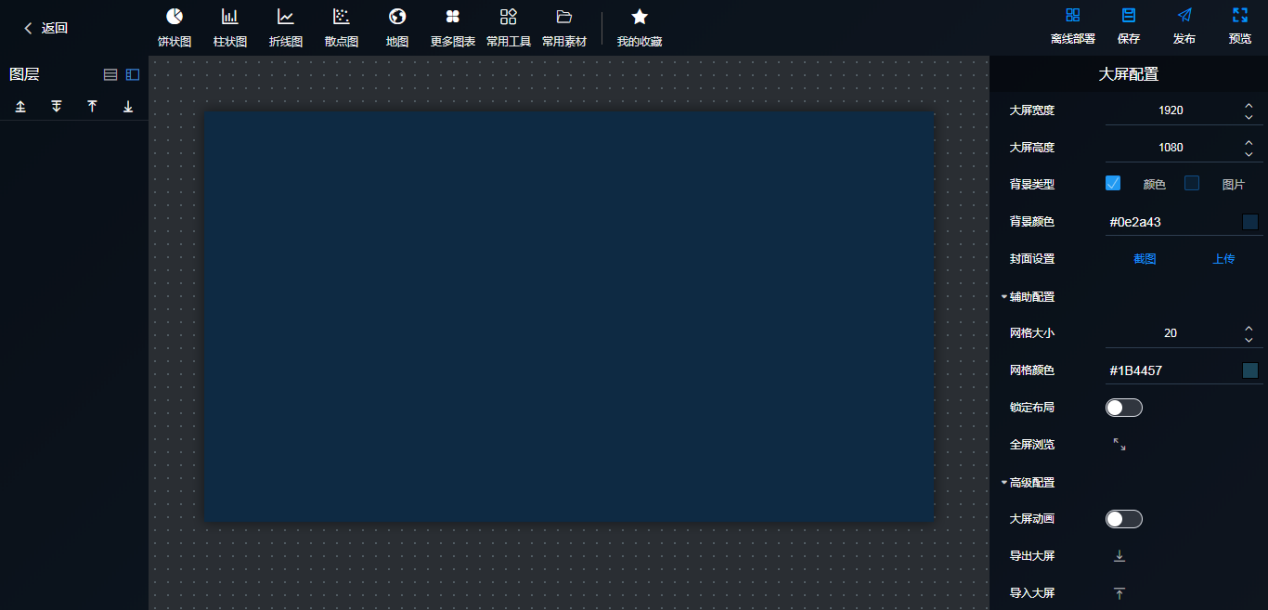 返回
饼状图 柱状图 折线图 散点图 地图 更多图表 常用工具 常用素材 我的收藏
离线部署 保存 发布 预览
图层
大屏配置
大屏宽度 1920
大屏高度 1080
背景类型 颜色 图片
背景颜色 #0e2a43
封面设置 截图 上传
辅助配置
网格大小 20
网格颜色 #1B4457
锁定布局
全屏浏览
高级配置
大屏动画
导出大屏
导入大屏